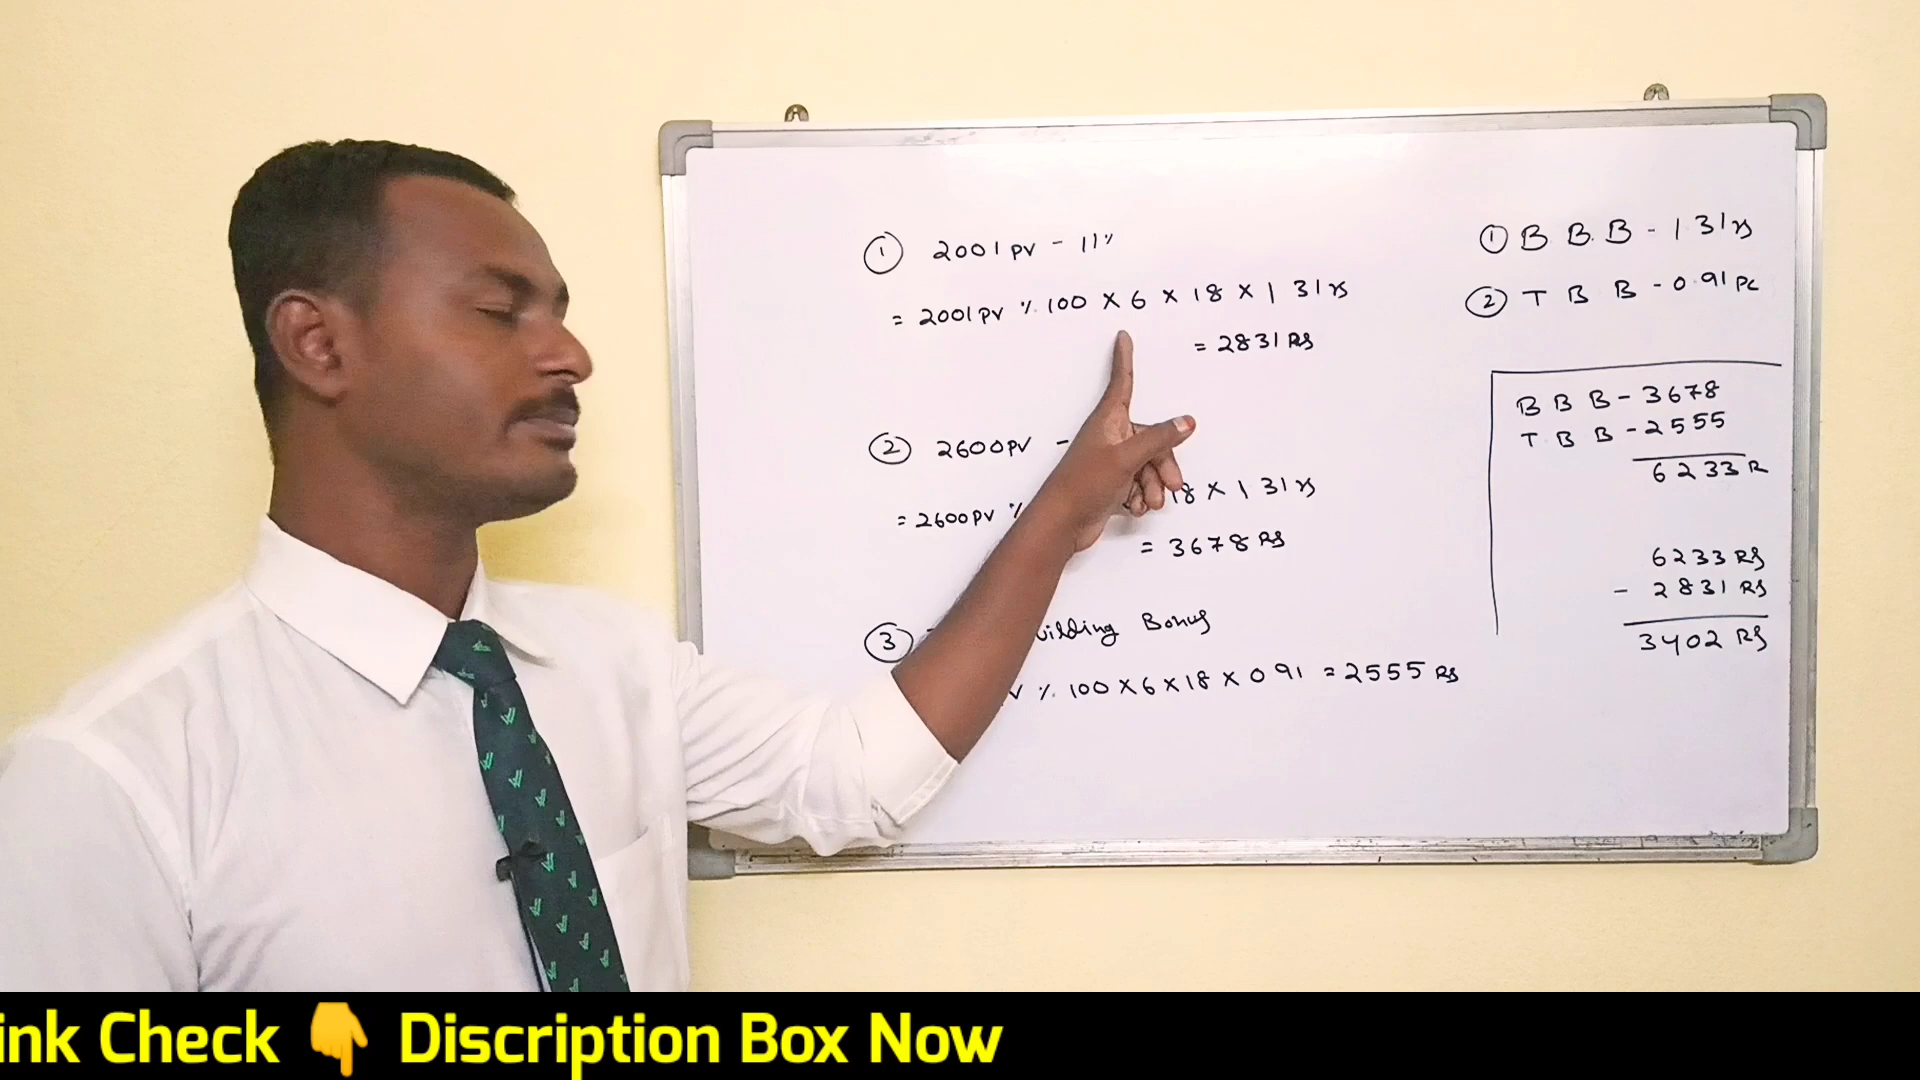 ① 2001 PV - 11%
= 2001 PV % 100 X 6 X 18 X 1 31 rs
= 2831 RS
② 2600 PV -
= 2600 PV % 18 X 1 31 rs
= 3678 RS
③ uilding Bonus
V % 100 X 6 X 18 X 0 91 = 2555 RS
① B B B - 1 31 rs
② T B B - 0.91 PC
B B B - 3678
T B B - 2555
6233 R
6233 RS
- 2831 RS
3402 RS
ink Check 👇 Discription Box Now